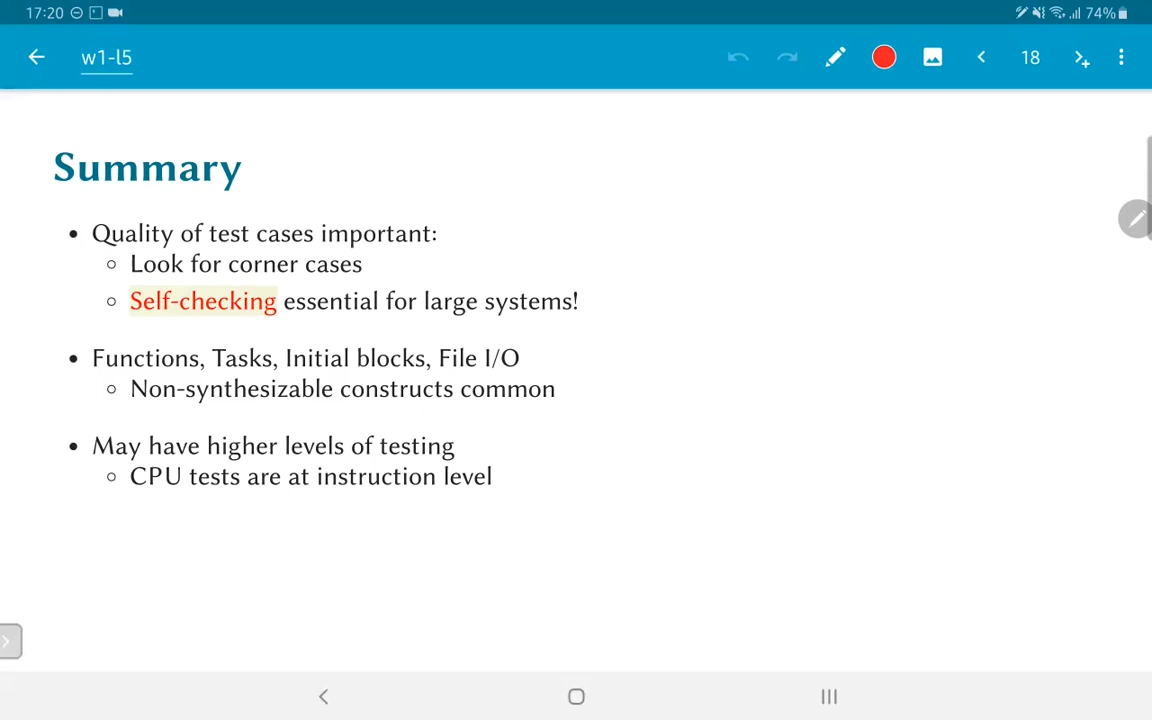 17:20 74%
w1-l5 18
Summary
• Quality of test cases important:
◦ Look for corner cases
◦ Self-checking essential for large systems!
• Functions, Tasks, Initial blocks, File I/O
◦ Non-synthesizable constructs common
• May have higher levels of testing
◦ CPU tests are at instruction level